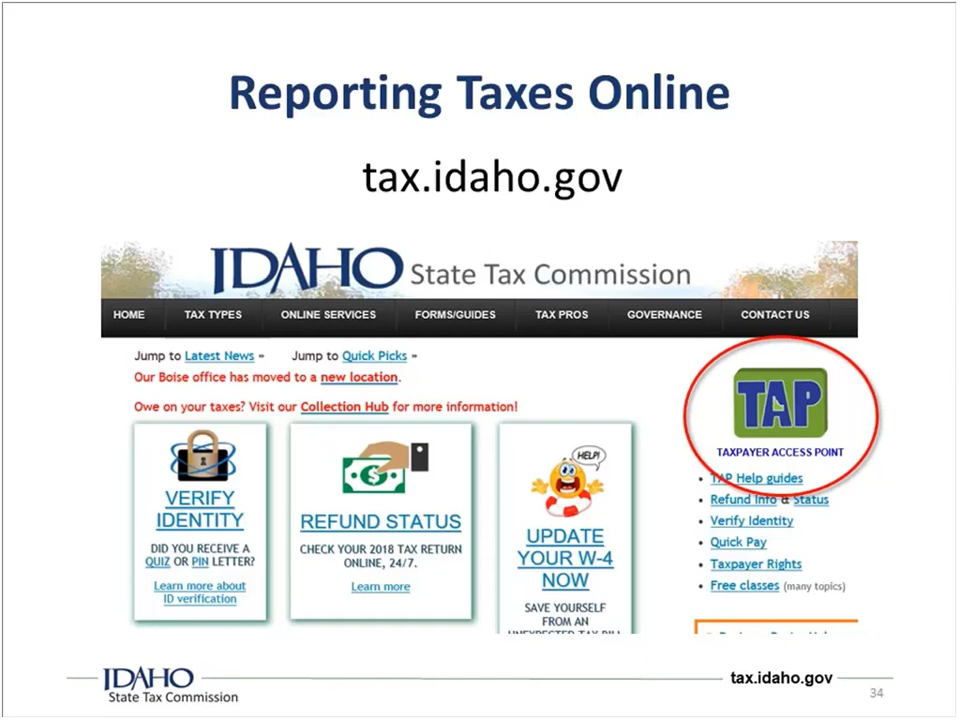 Reporting Taxes Online
tax.idaho.gov
IDAHO State Tax Commission
HOME TAX TYPES ONLINE SERVICES FORMS/GUIDES TAX PROS GOVERNANCE CONTACT US
Jump to Latest News » Jump to Quick Picks »
Our Boise office has moved to a new location.
Owe on your taxes? Visit our Collection Hub for more information!
VERIFY
IDENTITY
DID YOU RECEIVE A
QUIZ OR PIN LETTER?
Learn more about
ID verification
REFUND STATUS
CHECK YOUR 2018 TAX RETURN
ONLINE, 24/7.
Learn more
HELP!
UPDATE
YOUR W-4
NOW
SAVE YOURSELF
FROM AN
UNEXPECTED TAX BILL
TAP
TAXPAYER ACCESS POINT
• TAP Help guides
• Refund Info & Status
• Verify Identity
• Quick Pay
• Taxpayer Rights
• Free classes (many topics)
IDAHO
State Tax Commission
tax.idaho.gov
34